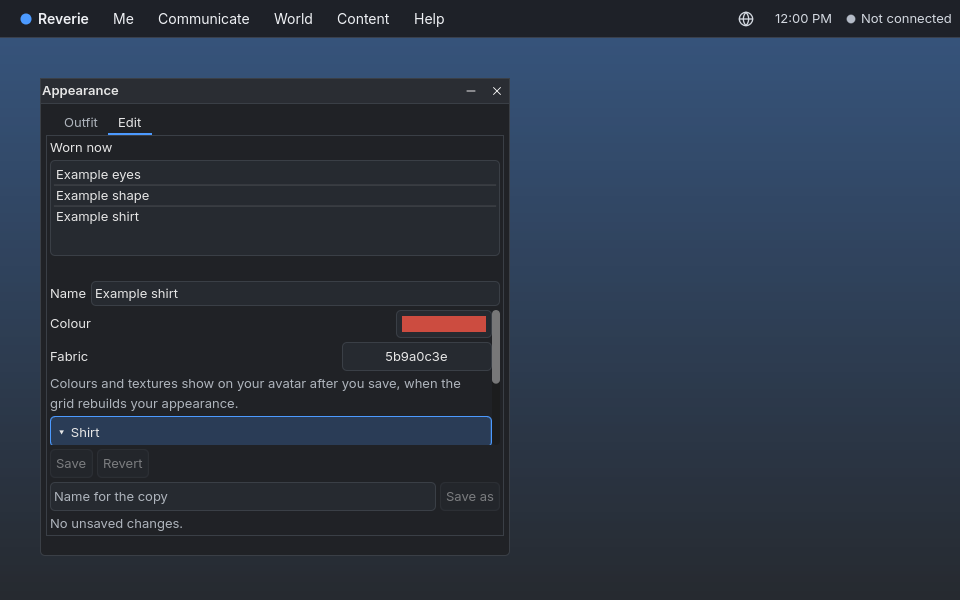 Reverie Me Communicate World Content Help 12:00 PM Not connected
Appearance
Outfit Edit
Worn now
Example eyes
Example shape
Example shirt
Name Example shirt
Colour
Fabric 5b9a0c3e
Colours and textures show on your avatar after you save, when the
grid rebuilds your appearance.
Shirt
Save Revert
Name for the copy Save as
No unsaved changes.